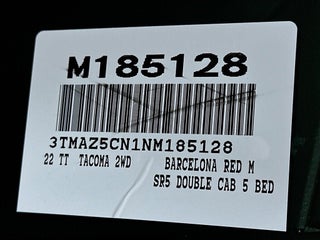 M185128
3TMAZ5CN1NM185128
22 TT TACOMA 2WD BARCELONA RED M
SR5 DOUBLE CAB 5 BED